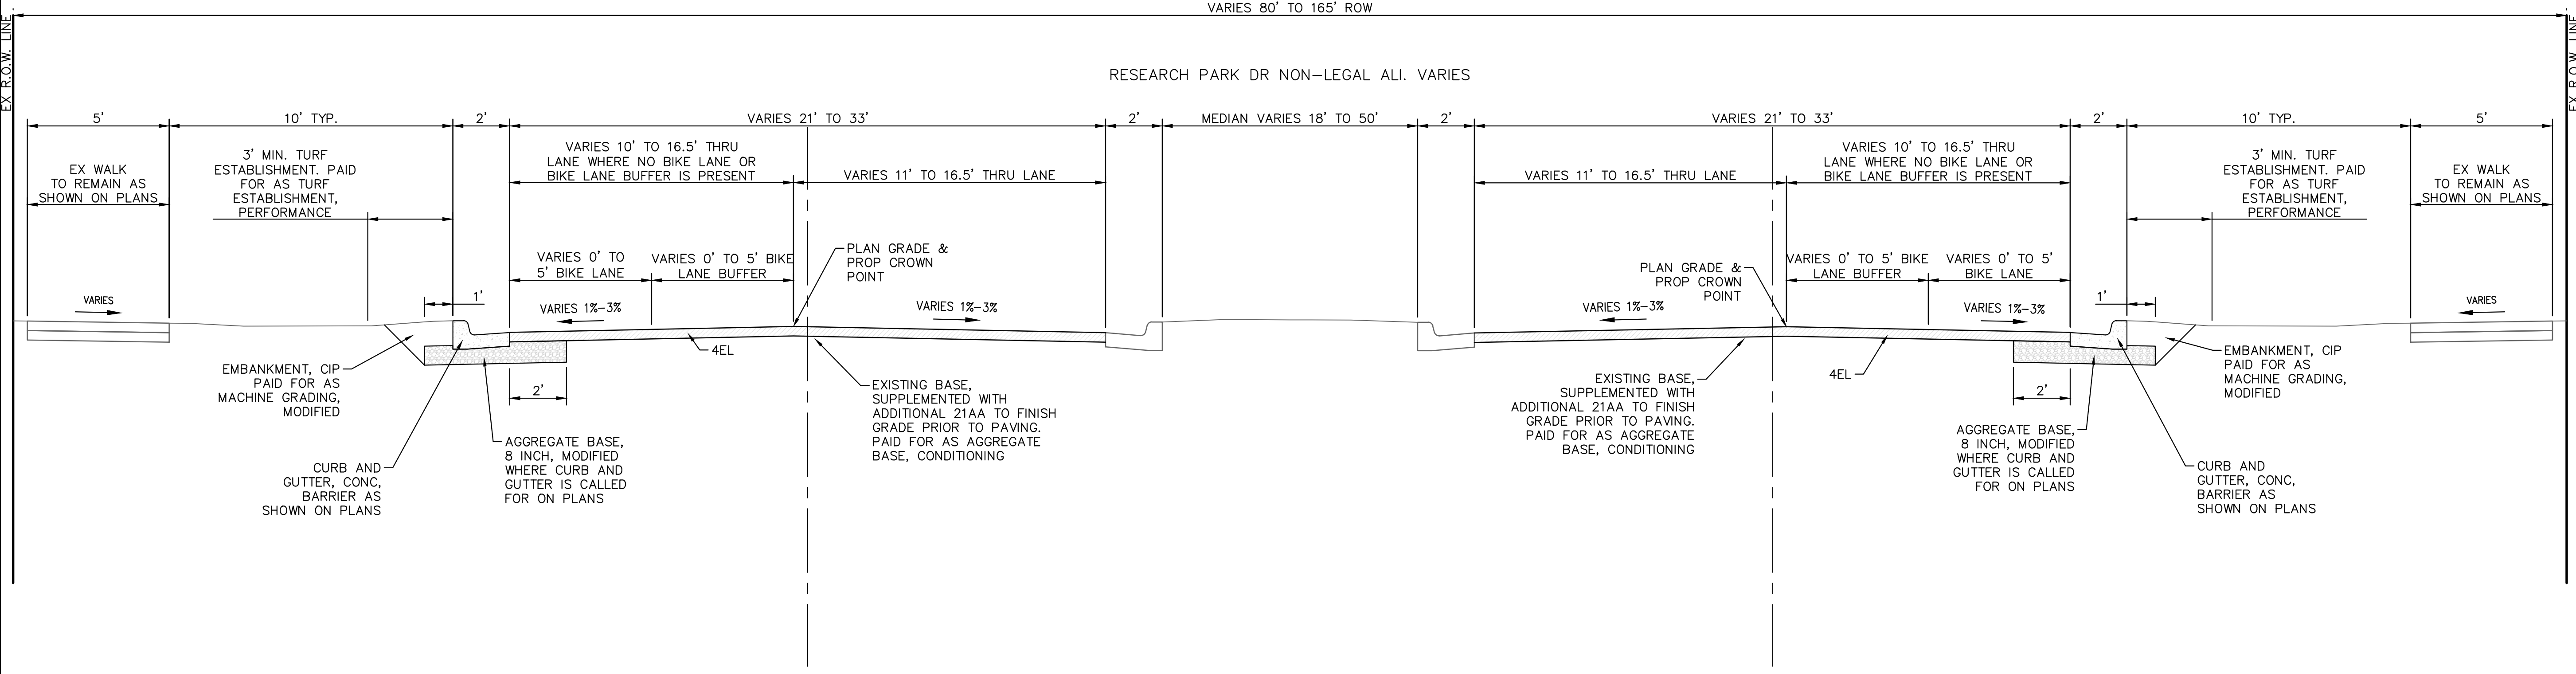 VARIES 80' TO 165' ROW
EX R.O.W. LINE
EX R.O.W. LINE
RESEARCH PARK DR NON-LEGAL ALI. VARIES
5'
10' TYP.
2'
VARIES 21' TO 33'
2'
MEDIAN VARIES 18' TO 50'
2'
VARIES 21' TO 33'
2'
10' TYP.
5'
EX WALK
TO REMAIN AS
SHOWN ON PLANS
3' MIN. TURF
ESTABLISHMENT. PAID
FOR AS TURF
ESTABLISHMENT,
PERFORMANCE
VARIES 10' TO 16.5' THRU
LANE WHERE NO BIKE LANE OR
BIKE LANE BUFFER IS PRESENT
VARIES 11' TO 16.5' THRU LANE
VARIES 11' TO 16.5' THRU LANE
VARIES 10' TO 16.5' THRU
LANE WHERE NO BIKE LANE OR
BIKE LANE BUFFER IS PRESENT
3' MIN. TURF
ESTABLISHMENT. PAID
FOR AS TURF
ESTABLISHMENT,
PERFORMANCE
EX WALK
TO REMAIN AS
SHOWN ON PLANS
VARIES 0' TO
5' BIKE LANE
VARIES 0' TO 5' BIKE
LANE BUFFER
PLAN GRADE &
PROP CROWN
POINT
PLAN GRADE &
PROP CROWN
POINT
VARIES 0' TO 5' BIKE
LANE BUFFER
VARIES 0' TO 5'
BIKE LANE
VARIES
1'
VARIES 1%-3%
VARIES 1%-3%
VARIES 1%-3%
VARIES 1%-3%
1'
VARIES
4EL
4EL
EMBANKMENT, CIP
PAID FOR AS
MACHINE GRADING,
MODIFIED
2'
EXISTING BASE,
SUPPLEMENTED WITH
ADDITIONAL 21AA TO FINISH
GRADE PRIOR TO PAVING.
PAID FOR AS AGGREGATE
BASE, CONDITIONING
EXISTING BASE,
SUPPLEMENTED WITH
ADDITIONAL 21AA TO FINISH
GRADE PRIOR TO PAVING.
PAID FOR AS AGGREGATE
BASE, CONDITIONING
2'
EMBANKMENT, CIP
PAID FOR AS
MACHINE GRADING,
MODIFIED
CURB AND
GUTTER, CONC,
BARRIER AS
SHOWN ON PLANS
AGGREGATE BASE,
8 INCH, MODIFIED
WHERE CURB AND
GUTTER IS CALLED
FOR ON PLANS
AGGREGATE BASE,
8 INCH, MODIFIED
WHERE CURB AND
GUTTER IS CALLED
FOR ON PLANS
CURB AND
GUTTER, CONC,
BARRIER AS
SHOWN ON PLANS